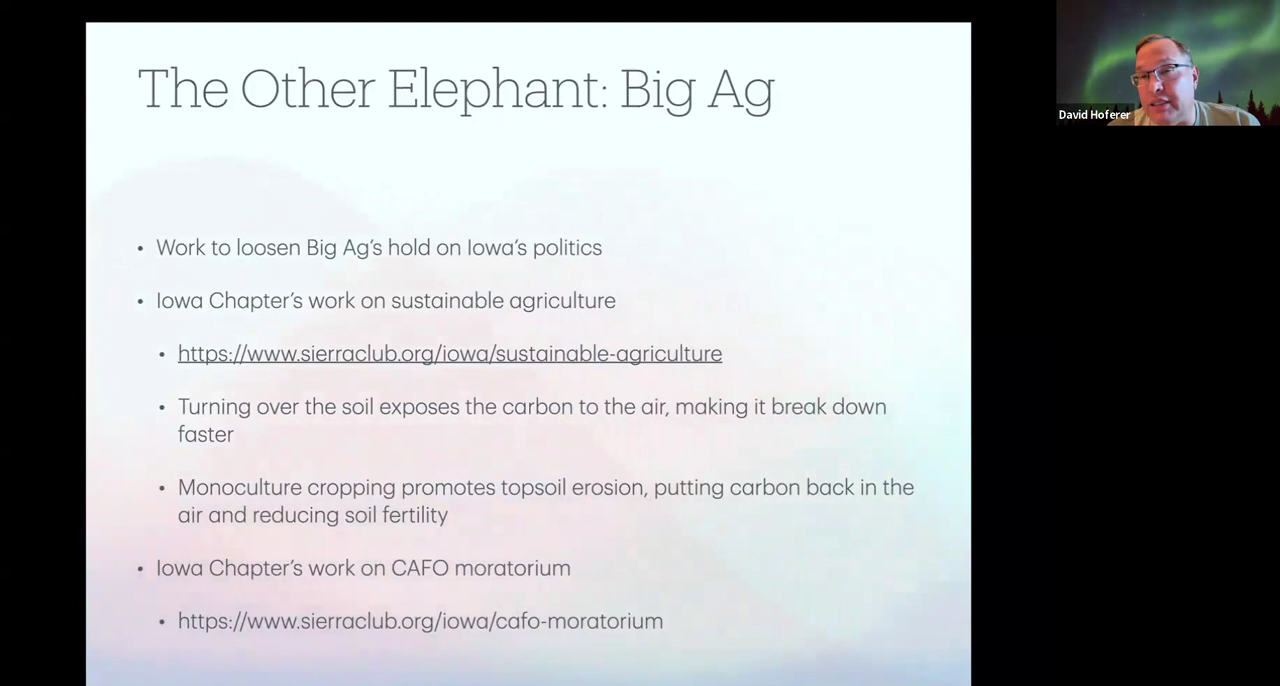 The Other Elephant: Big Ag
David Hoferer
• Work to loosen Big Ag's hold on Iowa's politics
• Iowa Chapter's work on sustainable agriculture
• https://www.sierraclub.org/iowa/sustainable-agriculture
• Turning over the soil exposes the carbon to the air, making it break down
faster
• Monoculture cropping promotes topsoil erosion, putting carbon back in the
air and reducing soil fertility
• Iowa Chapter's work on CAFO moratorium
• https://www.sierraclub.org/iowa/cafo-moratorium